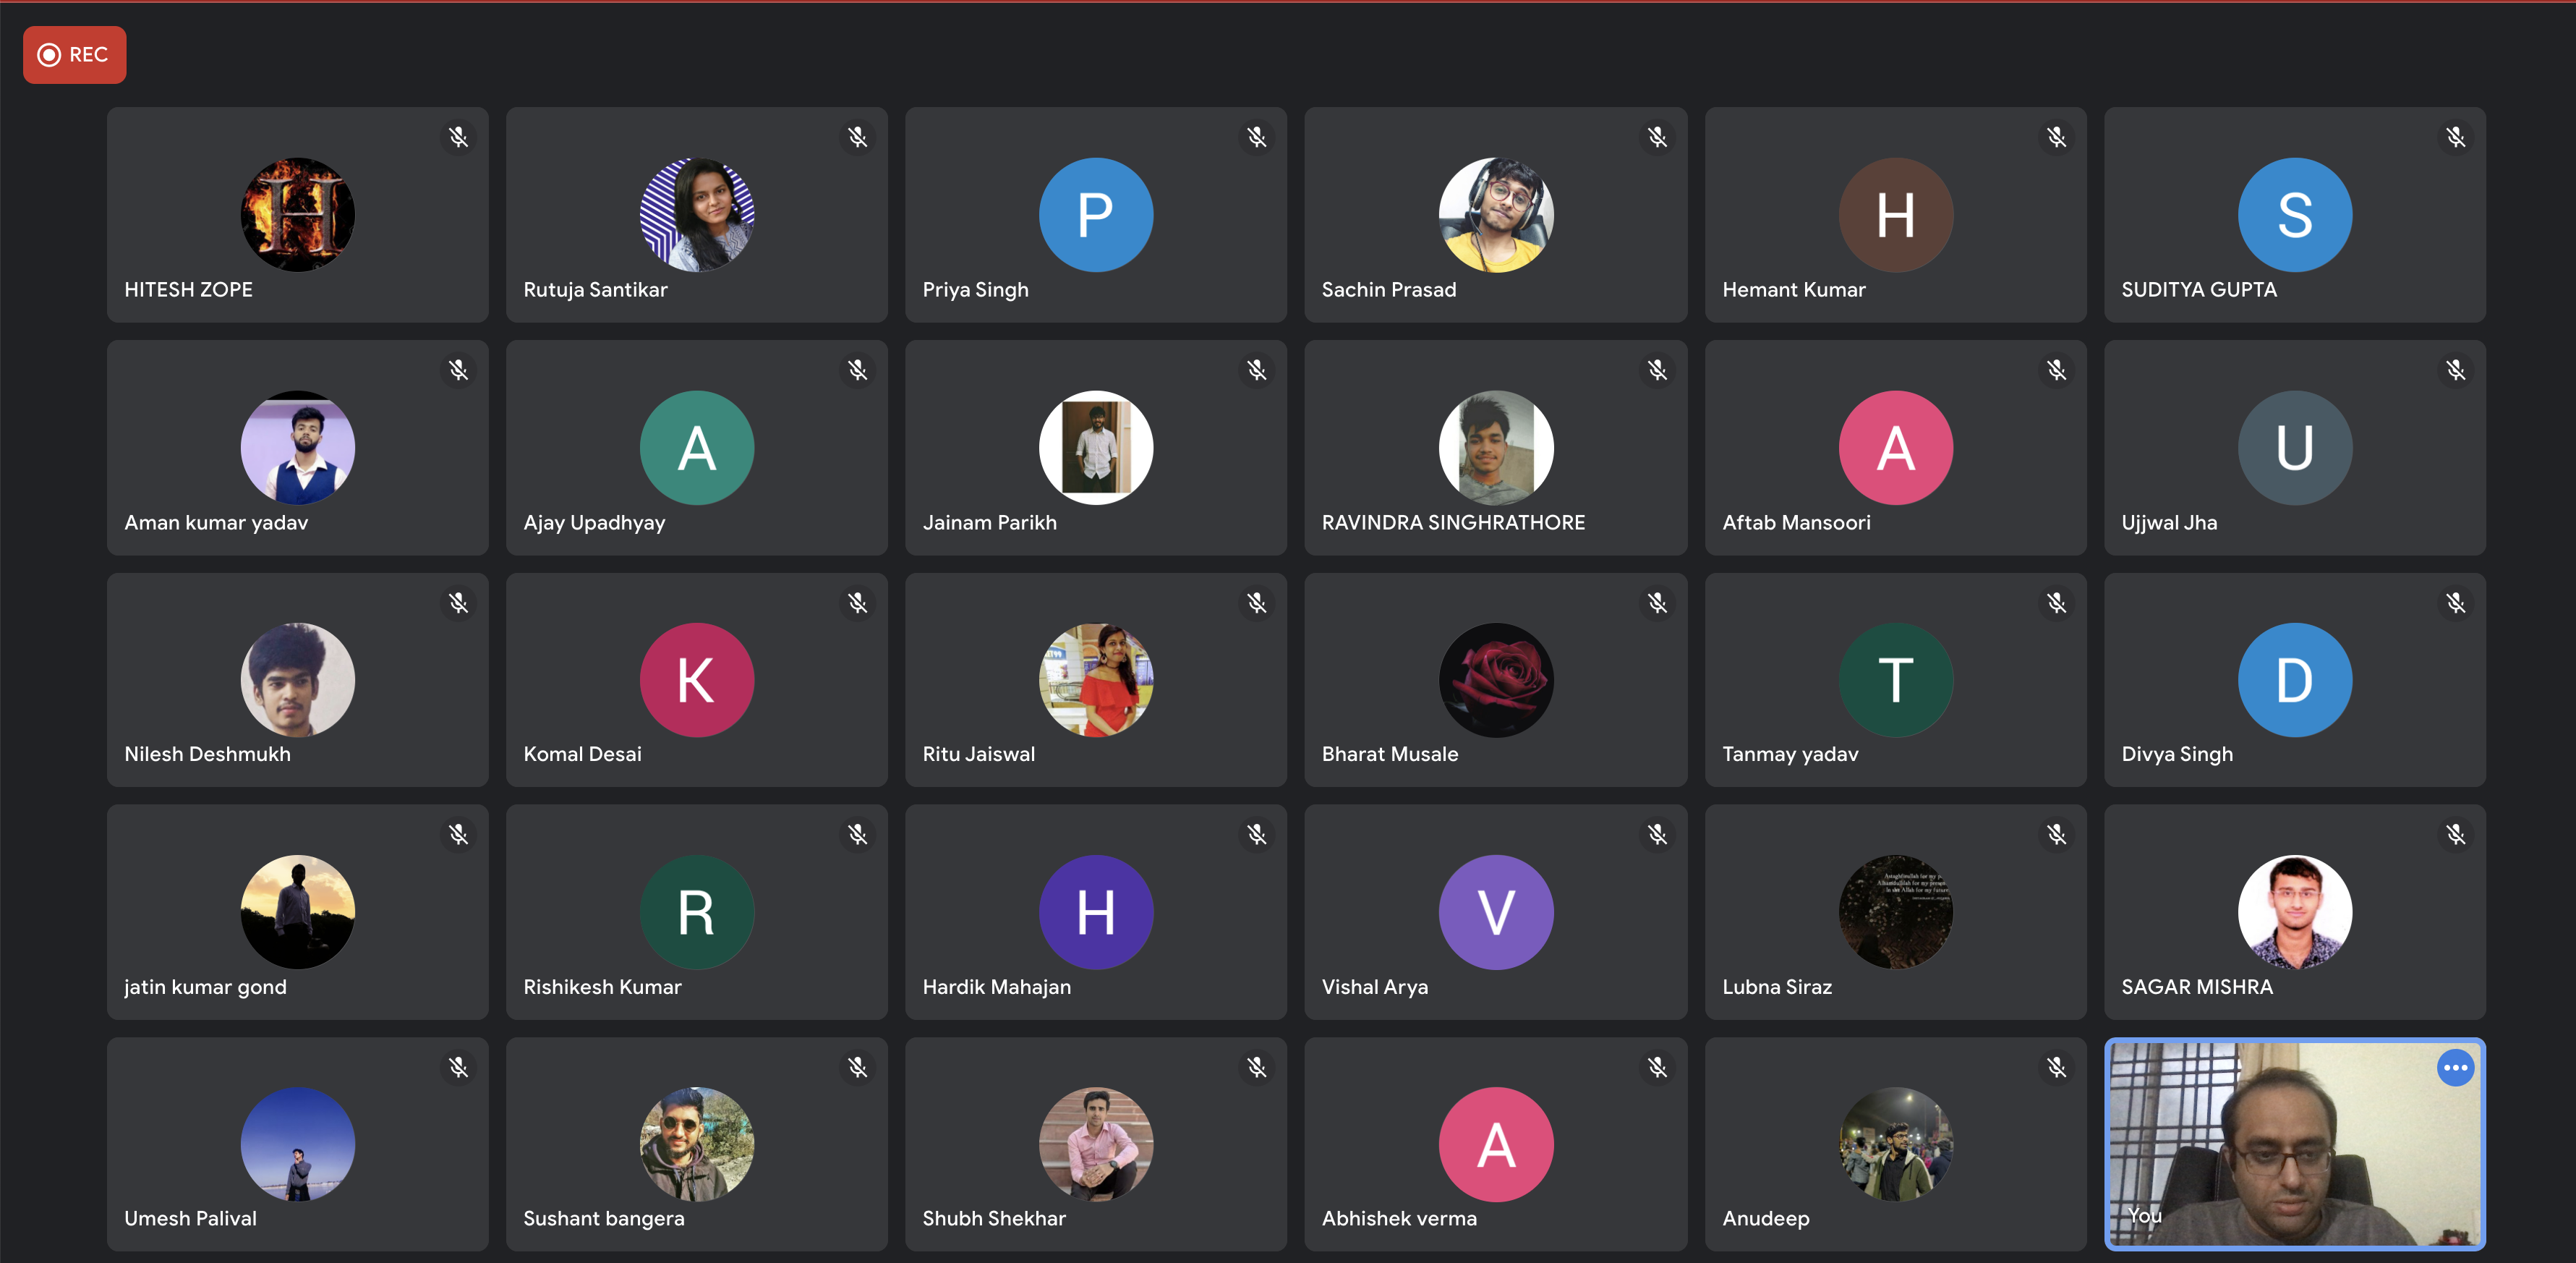 REC
H
P
H
S
HITESH ZOPE
Rutuja Santikar
Priya Singh
Sachin Prasad
Hemant Kumar
SUDITYA GUPTA
A
A
U
Aman kumar yadav
Ajay Upadhyay
Jainam Parikh
RAVINDRA SINGHRATHORE
Aftab Mansoori
Ujjwal Jha
K
T
D
Nilesh Deshmukh
Komal Desai
Ritu Jaiswal
Bharat Musale
Tanmay yadav
Divya Singh
R
H
V
jatin kumar gond
Rishikesh Kumar
Hardik Mahajan
Vishal Arya
Lubna Siraz
SAGAR MISHRA
A
Umesh Palival
Sushant bangera
Shubh Shekhar
Abhishek verma
Anudeep
You